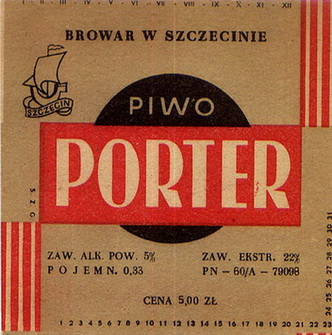 I · II · III · IV · V · VI · VII · VIII · IX · X · XI · XII
BROWAR W SZCZECINIE
SZCZECIN
PIWO
PORTER
S Z G
ZAW. ALK. POW. 5%
POJEMN. 0,33
ZAW. EKSTR. 22%
PN - 60/A - 79098
CENA 5,00 ZŁ
1 2 3 4 5 6 7 8 9 10 11 12 13 14 15 16 17 18 19 20 21 22 23 24 25 26 27 28 29 30 31